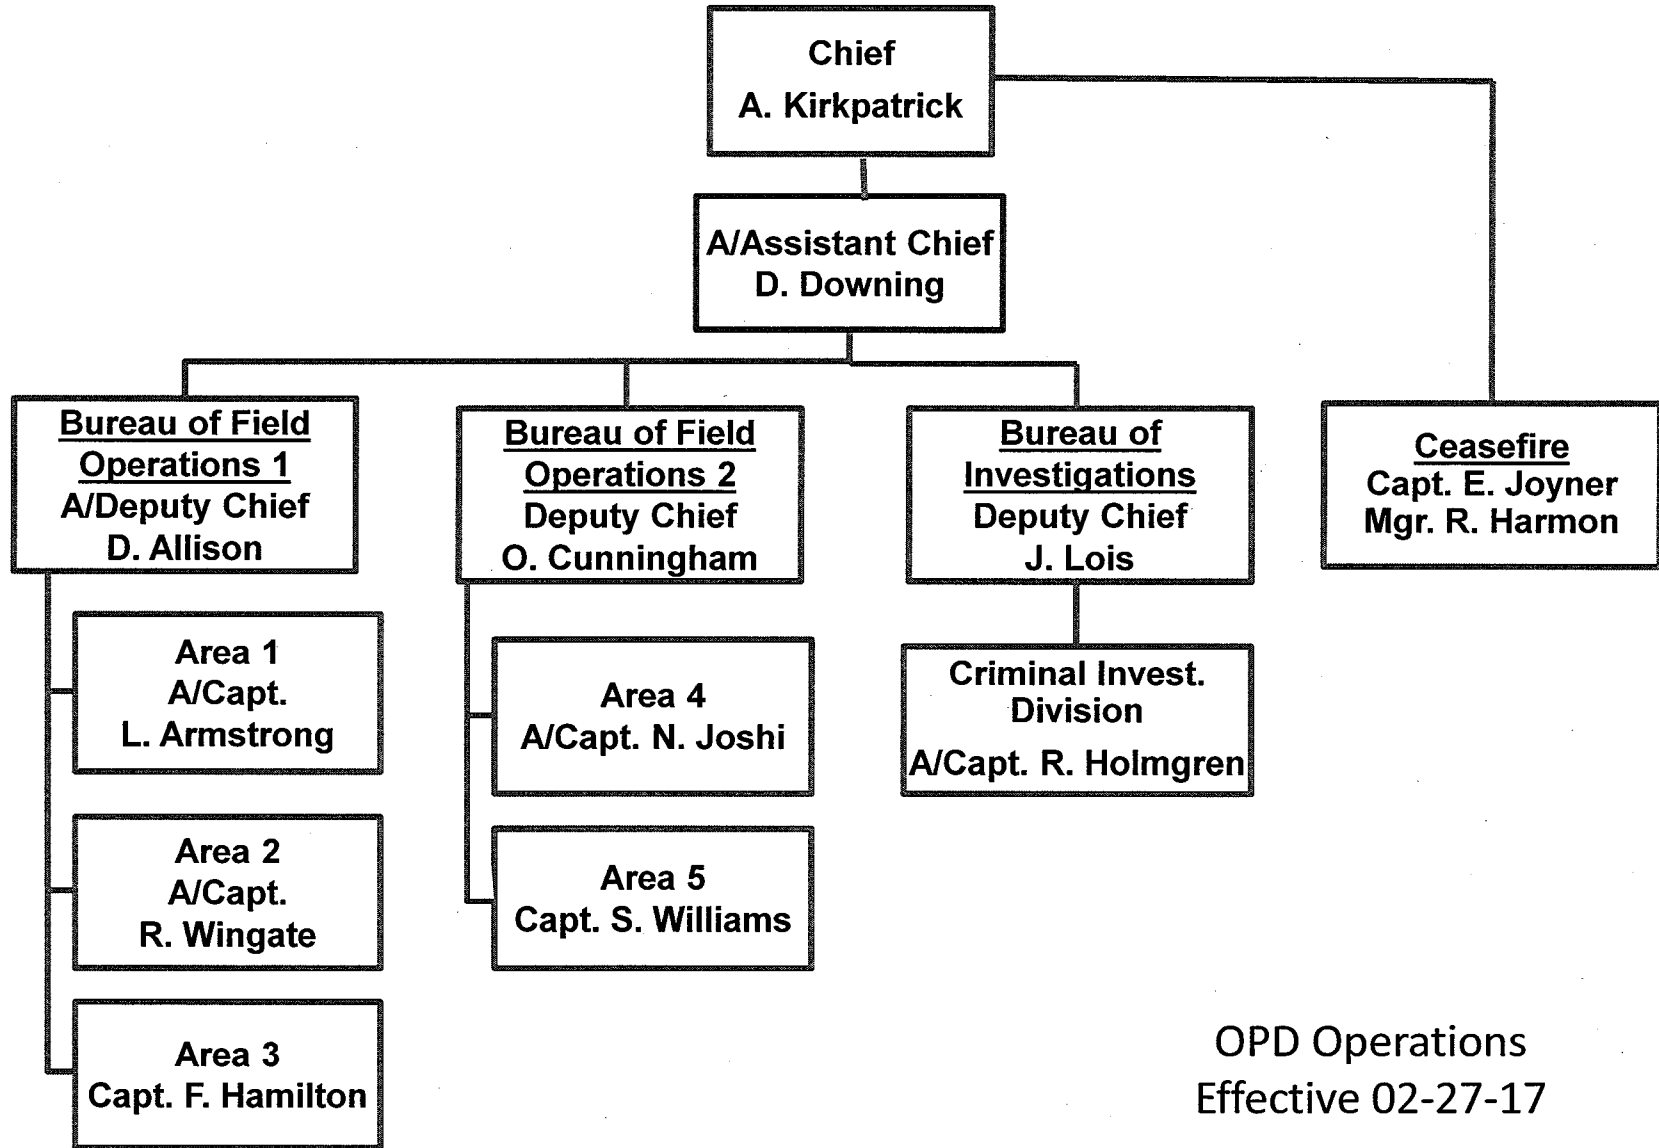 Chief
A. Kirkpatrick
A/Assistant Chief
D. Downing
Bureau of Field
Operations 1
A/Deputy Chief
D. Allison
Bureau of Field
Operations 2
Deputy Chief
O. Cunningham
Bureau of
Investigations
Deputy Chief
J. Lois
Ceasefire
Capt. E. Joyner
Mgr. R. Harmon
Area 1
A/Capt.
L. Armstrong
Area 2
A/Capt.
R. Wingate
Area 3
Capt. F. Hamilton
Area 4
A/Capt. N. Joshi
Area 5
Capt. S. Williams
Criminal Invest.
Division
A/Capt. R. Holmgren
OPD Operations
Effective 02-27-17